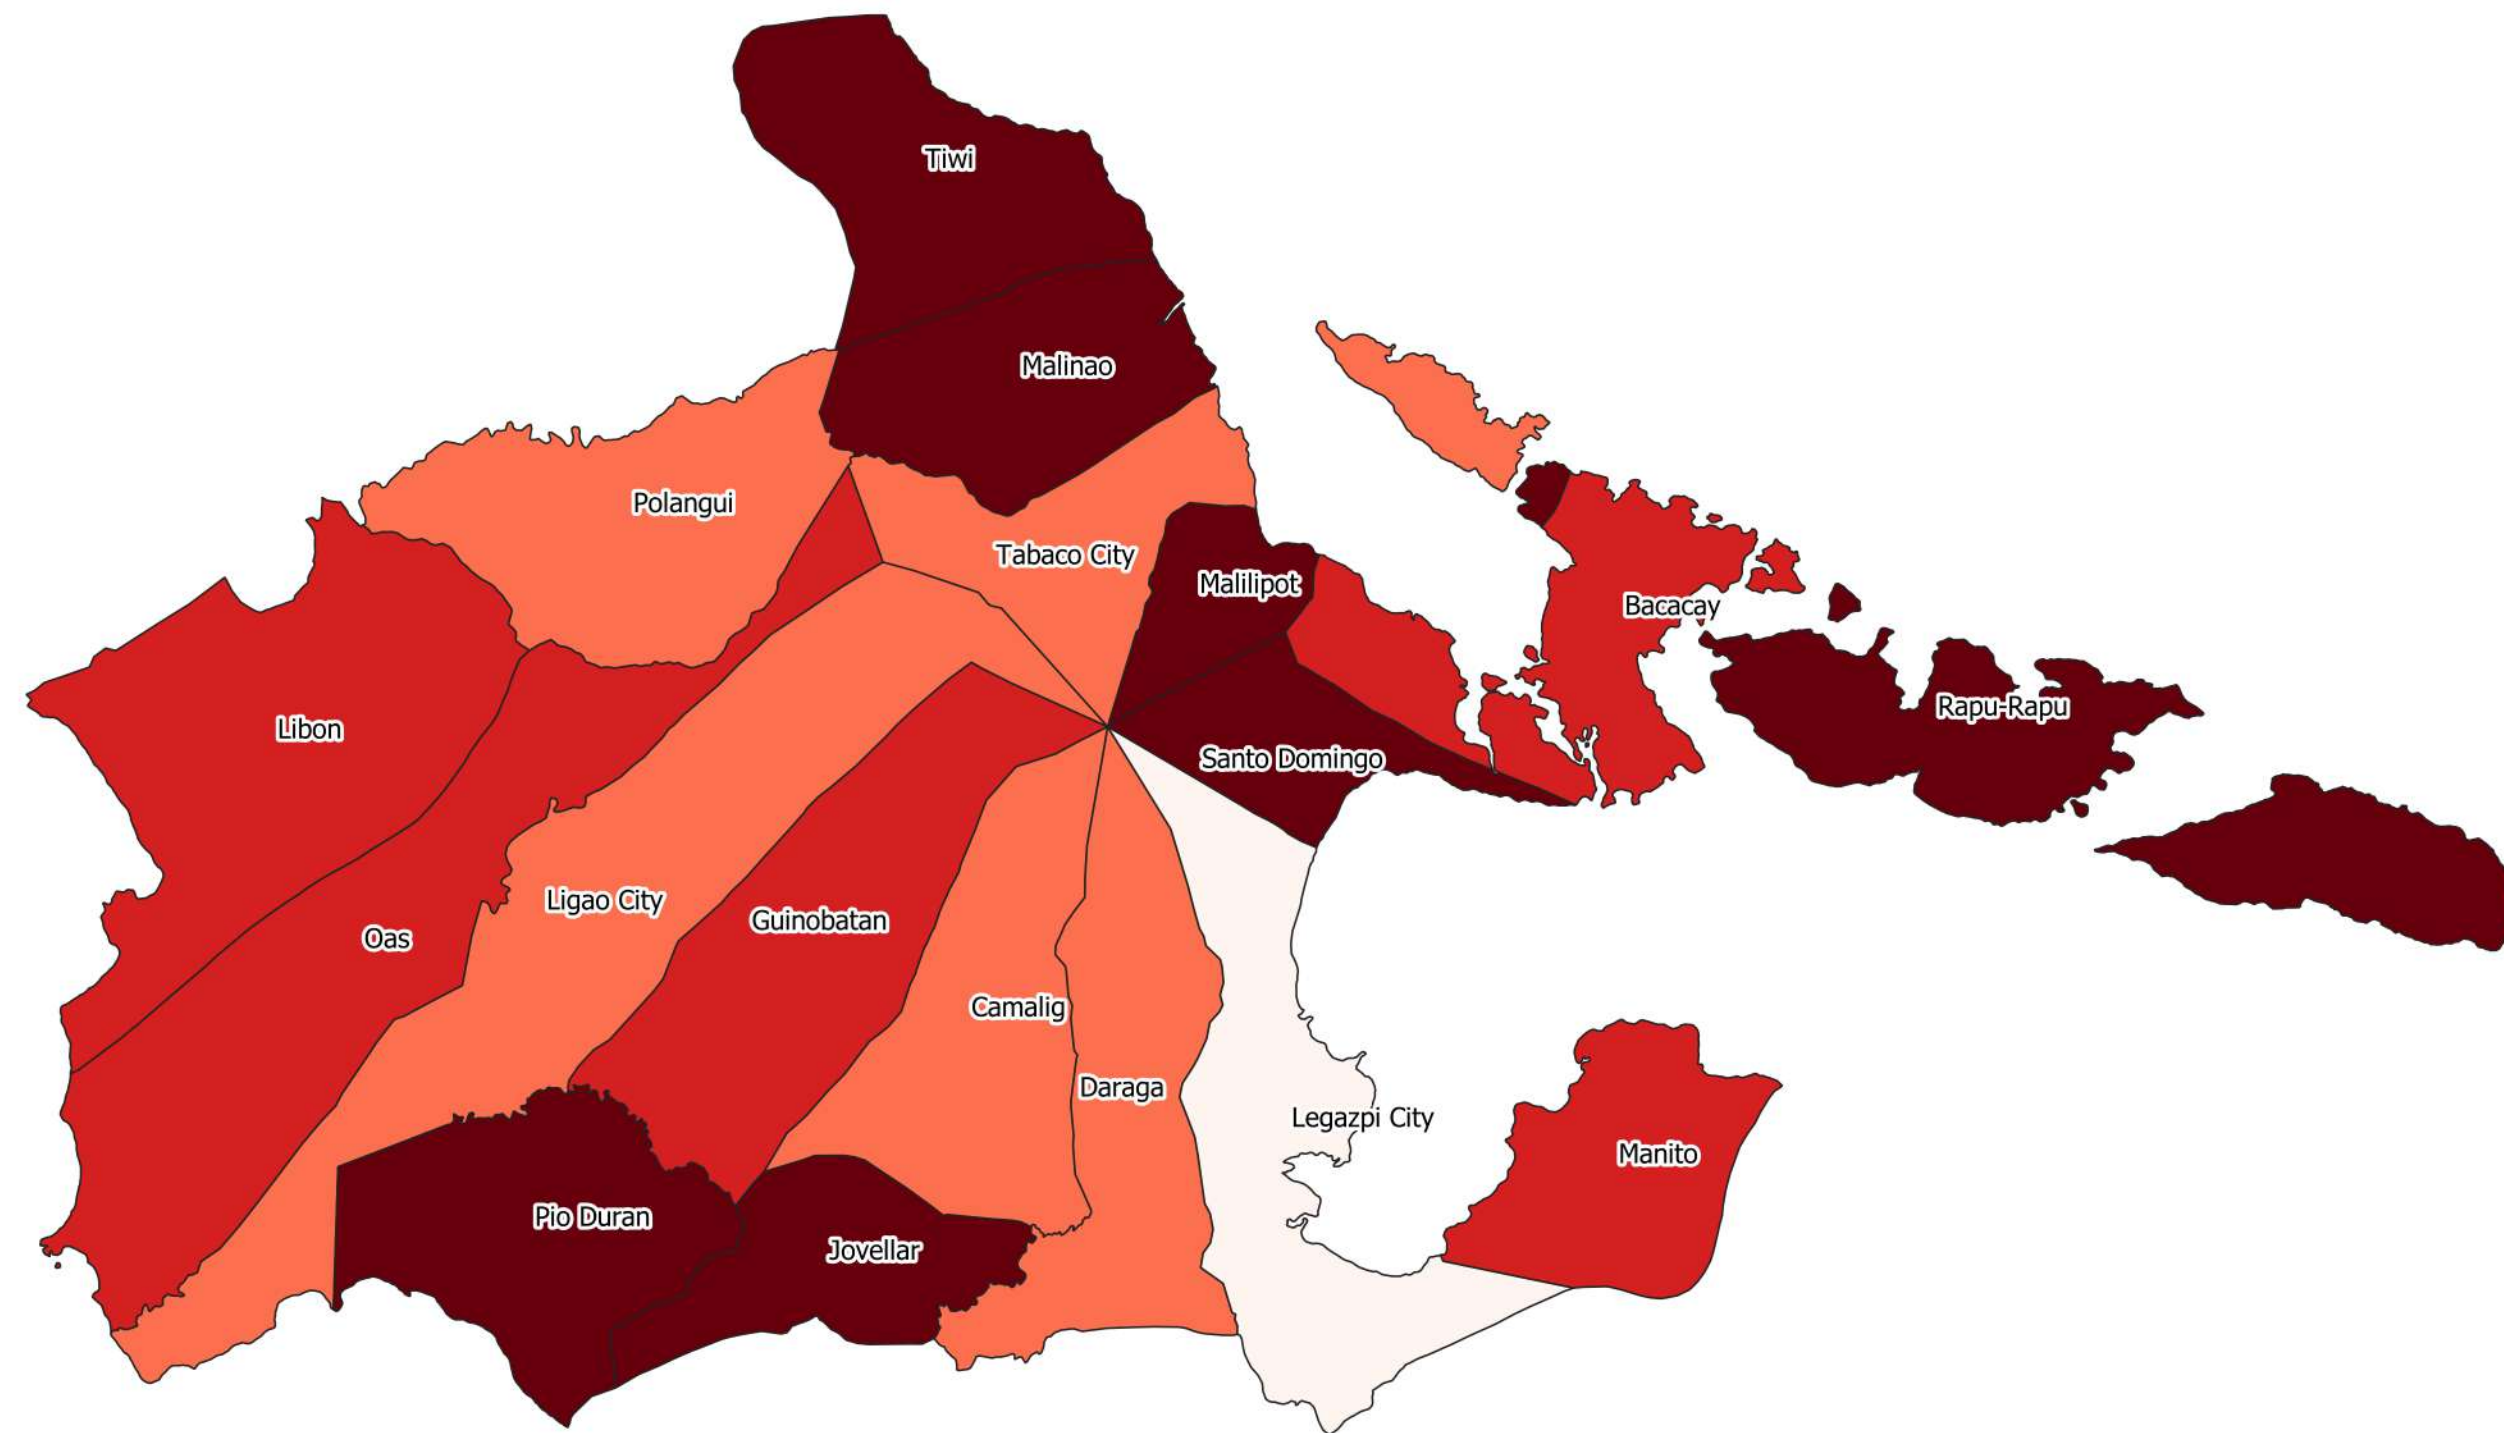 Tiwi
Malinao
Polangui
Tabaco City
Malilipot
Bacacay
Rapu-Rapu
Libon
Santo Domingo
Ligao City
Guinobatan
Oas
Camalig
Daraga
Legazpi City
Manito
Pio Duran
Jovellar